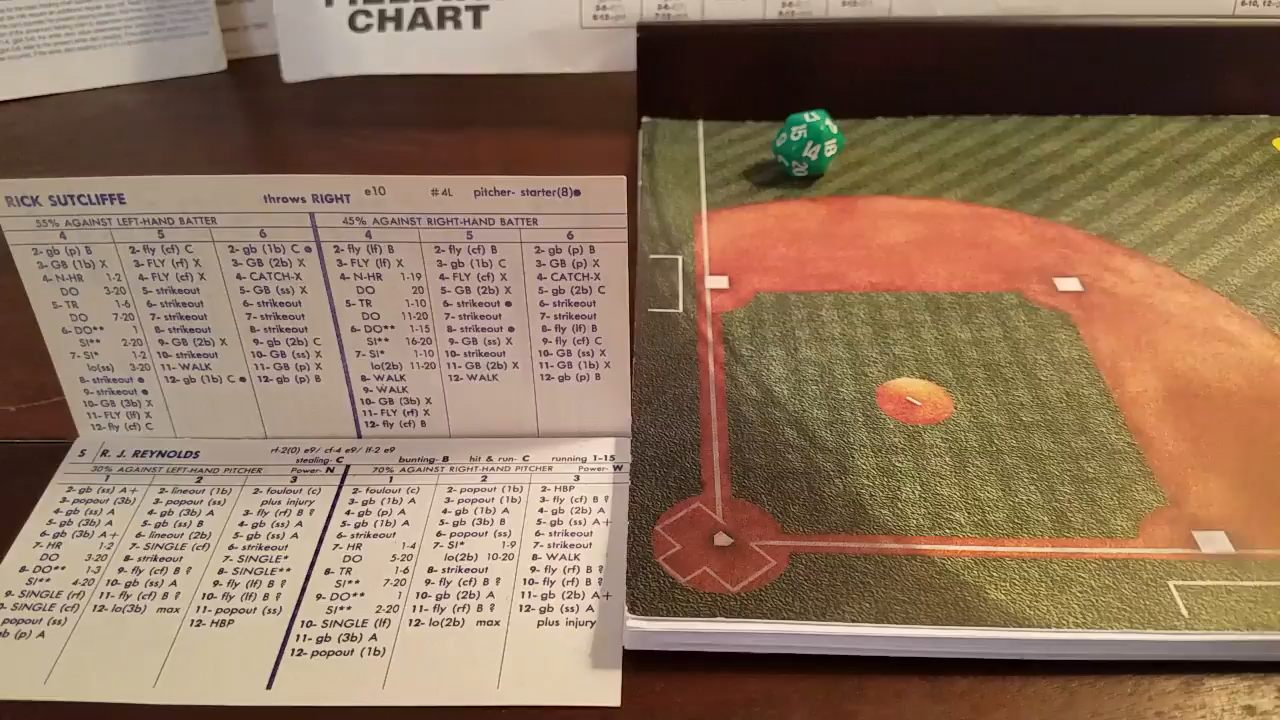 CHART
RICK SUTCLIFFE throws RIGHT e10 #4L pitcher- starter(8)●
55% AGAINST LEFT-HAND BATTER 45% AGAINST RIGHT-HAND BATTER
4 5 6 4 5 6
2- gb (p) B 2- fly (cf) C 2- gb (1b) C ● 2- fly (lf) B 2- fly (cf) B 2- gb (p) B
3- GB (1b) X 3- FLY (rf) X 3- GB (2b) X 3- FLY (lf) X 3- gb (1b) C 3- GB (p) X
4- N-HR 1-2 4- FLY (cf) X 4- CATCH-X 4- N-HR 1-19 4- FLY (cf) X 4- CATCH-X
DO 3-20 5- strikeout 5- GB (ss) X DO 20 5- GB (2b) X 5- gb (2b) C
5- TR 1-6 6- strikeout 6- strikeout 5- TR 1-10 6- strikeout ● 6- strikeout
DO 7-20 7- strikeout 7- strikeout DO 11-20 7- strikeout 7- strikeout
6- DO** 1 8- strikeout 8- strikeout 6- DO** 1-15 8- strikeout ● 8- fly (lf) B
SI** 2-20 9- GB (2b) X 9- gb (2b) C SI** 16-20 9- GB (ss) X 9- fly (cf) C
7- SI* 1-2 10- strikeout 10- GB (ss) X 7- SI* 1-10 10- strikeout 10- GB (ss) X
lo(ss) 3-20 11- WALK 11- GB (p) X lo(2b) 11-20 11- GB (2b) X 11- GB (1b) X
8- strikeout ● 12- gb (1b) C ● 12- gb (p) B 8- WALK 12- WALK 12- gb (p) B
9- strikeout ● 9- WALK
10- GB (3b) X 10- GB (ss) X
11- FLY (lf) X 11- FLY (rf) X
12- fly (cf) C 12- fly (cf) B
S R. J. REYNOLDS rf-2(0) e9/ cf-4 e9/ lf-2 e9
stealing- C bunting- B hit & run- C running 1-15
30% AGAINST LEFT-HAND PITCHER Power- N 70% AGAINST RIGHT-HAND PITCHER Power- W
1 2 3 1 2 3
2- gb (ss) A+ 2- lineout (1b) 2- foulout (c) 2- foulout (c) 2- popout (1b) 2- HBP
3- popout (3b) 3- popout (ss) plus injury 3- gb (1b) A 3- popout (1b) 3- fly (cf) B ?
4- gb (ss) A 4- gb (3b) A 3- fly (rf) B ? 4- gb (p) A 4- gb (1b) A 4- gb (2b) A
5- gb (3b) A 5- gb (ss) B 4- gb (ss) A 5- gb (1b) A 5- gb (3b) B 5- gb (ss) A+
6- gb (3b) A+ 6- lineout (2b) 5- gb (ss) A 6- strikeout 6- popout (ss) 6- strikeout
7- HR 1-2 7- SINGLE (cf) 6- strikeout 7- HR 1-4 7- SI* 1-9 7- strikeout
DO 3-20 8- strikeout 7- SINGLE* DO 5-20 lo(2b) 10-20 8- WALK
8- DO** 1-3 9- fly (cf) B ? 8- SINGLE** 8- TR 1-6 8- strikeout 9- fly (rf) B ?
SI** 4-20 10- gb (ss) A 9- fly (lf) B ? SI** 7-20 9- fly (cf) B ? 10- fly (rf) B ?
9- SINGLE (rf) 11- fly (cf) B ? 10- fly (lf) B ? 9- DO** 1 10- gb (2b) A 11- gb (2b) A+
SINGLE (cf) 12- lo(3b) max 11- popout (ss) SI** 2-20 11- fly (rf) B ? 12- gb (ss) A
popout (ss) 12- HBP 10- SINGLE (lf) 12- lo(2b) max plus injury
(p) A 11- gb (3b) A
12- popout (1b)
15
18
14
20